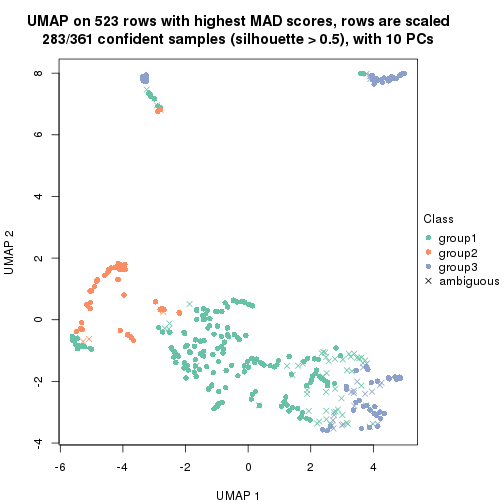 UMAP on 523 rows with highest MAD scores, rows are scaled
283/361 confident samples (silhouette > 0.5), with 10 PCs
8
6
4
2
0
-2
-4
UMAP 2
-6
-4
-2
0
2
4
UMAP 1
Class
group1
group2
group3
ambiguous